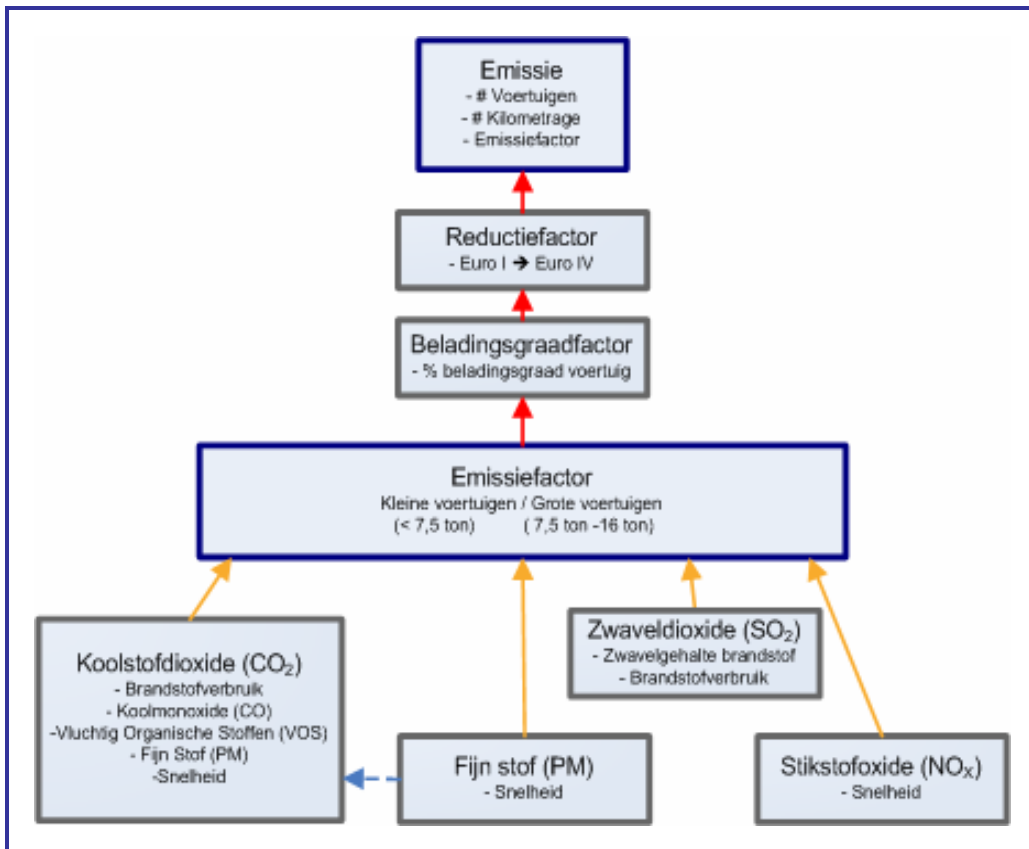 Emissie
- # Voertuigen
- # Kilometrage
- Emissiefactor
Reductiefactor
- Euro I ➔ Euro IV
Beladingsgraadfactor
- % beladingsgraad voertuig
Emissiefactor
Kleine voertuigen / Grote voertuigen
(< 7,5 ton) ( 7,5 ton -16 ton)
Koolstofdioxide (CO₂)
- Brandstofverbruik
- Koolmonoxide (CO)
-Vluchtig Organische Stoffen (VOS)
- Fijn Stof (PM)
-Snelheid
Fijn stof (PM)
- Snelheid
Zwaveldioxide (SO₂)
- Zwavelgehalte brandstof
- Brandstofverbuik
Stikstofoxide (NOₓ)
- Snelheid